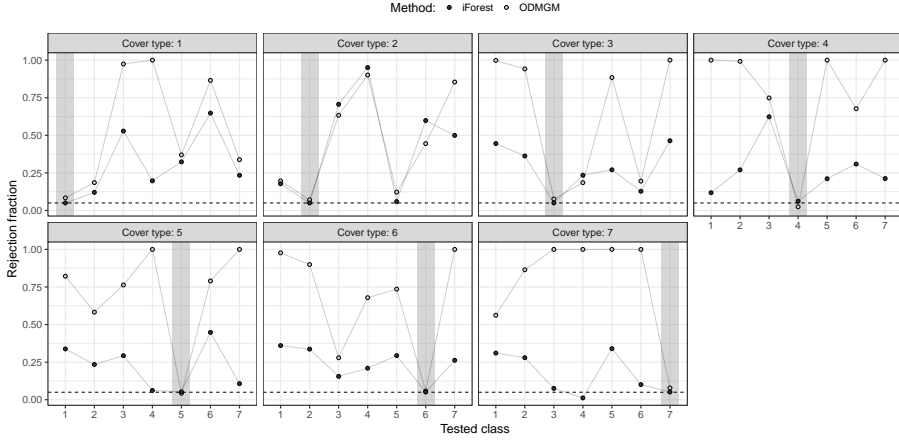 Method: iForest ODMGM
Cover type: 1
Cover type: 2
Cover type: 3
Cover type: 4
1.00
0.75
0.50
0.25
0.00
1 2 3 4 5 6 7
Cover type: 5
Cover type: 6
Cover type: 7
1.00
0.75
0.50
0.25
0.00
1 2 3 4 5 6 7
1 2 3 4 5 6 7
1 2 3 4 5 6 7
Rejection fraction
Tested class